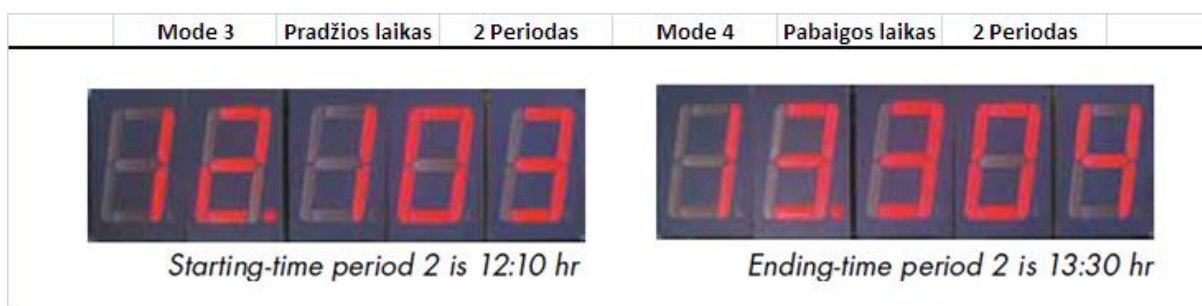 Mode 3 Pradžios laikas 2 Periodas Mode 4 Pabaigos laikas 2 Periodas
12.103
13.304
Starting-time period 2 is 12:10 hr
Ending-time period 2 is 13:30 hr